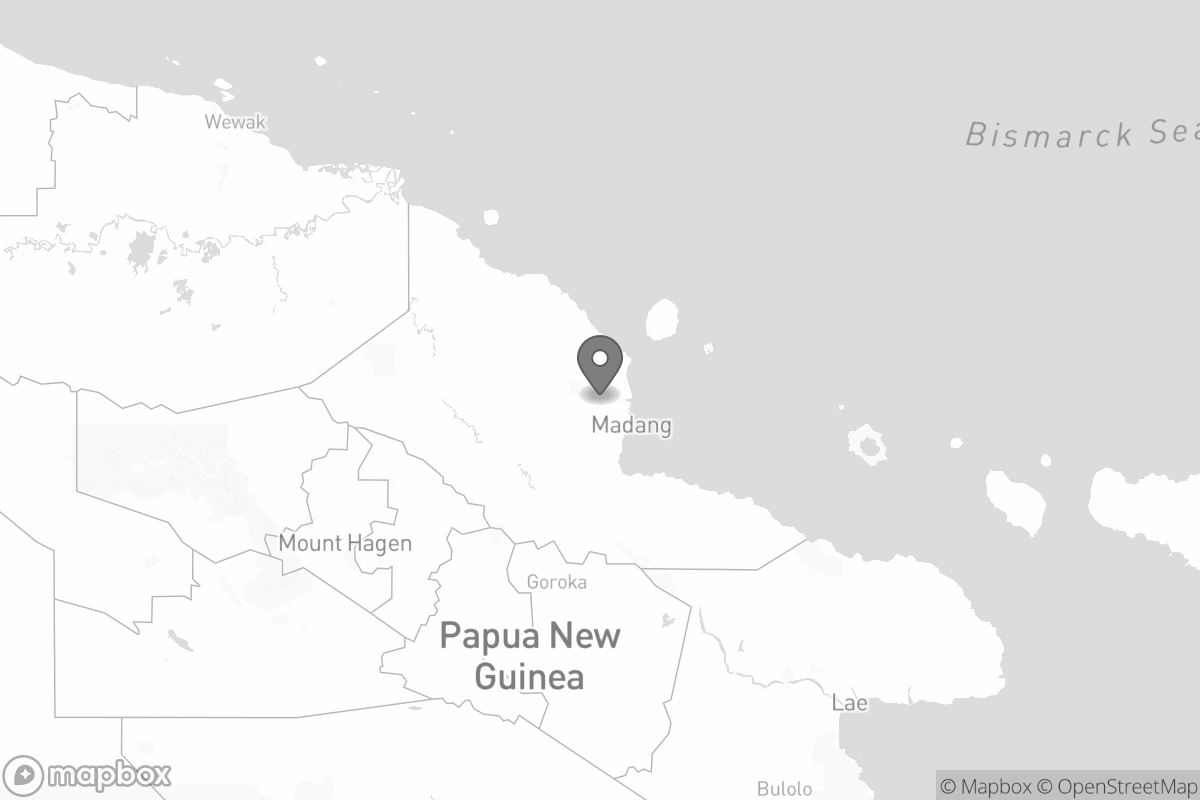 Wewak
Bismarck Sea
Madang
Mount Hagen
Goroka
Papua New
Guinea
Lae
Bulolo
mapbox
© Mapbox © OpenStreetMap